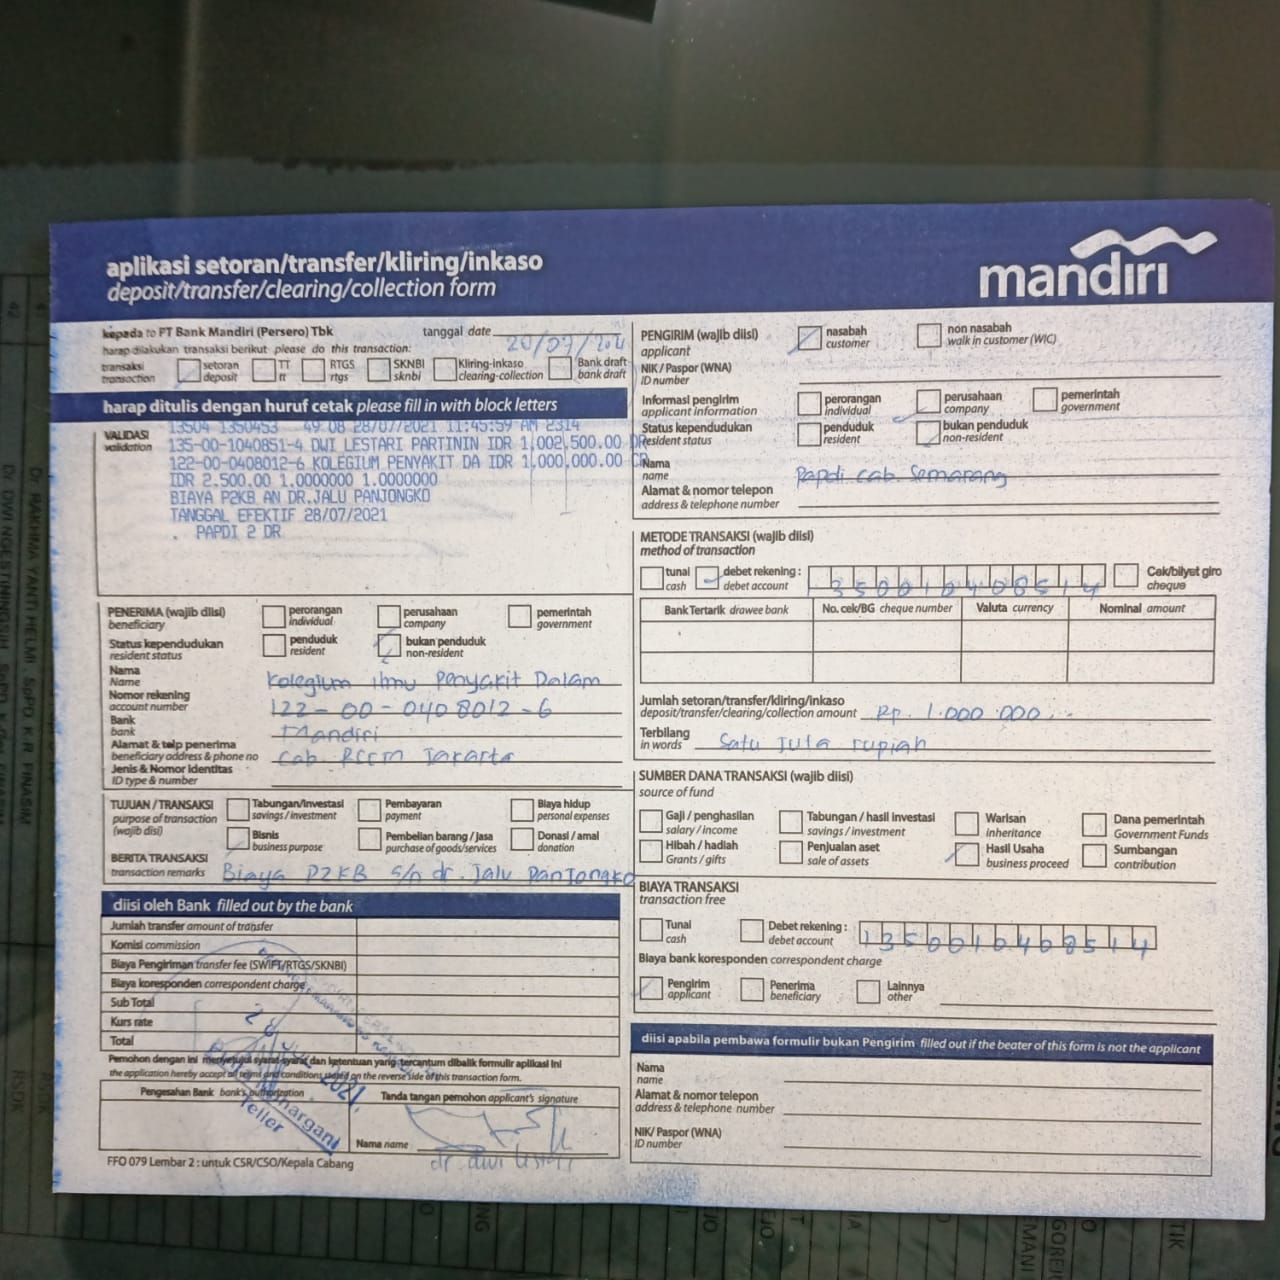 aplikasi setoran/transfer/kliring/inkaso
deposit/transfer/clearing/collection form
mandiri
kepada to PT Bank Mandiri (Persero) Tbk
tanggal date
harap dilakukan transaksi berikut please do this transaction:
transaksi
transaction
setoran
deposit
TT
tt
RTGS
rtgs
SKNBI
sknbi
Kliring-inkaso
clearing-collection
Bank draft
bank draft
harap ditulis dengan huruf cetak please fill in with block letters
VALIDASI
validation
13504 1350453 49 08 28/07/2021 11:45:59 AM 2314
135-00-1040851-4 DWI LESTARI PARTININ IDR 1,002,500.00 DR
122-00-0408012-6 KOLEGIUM PENYAKIT DA IDR 1,000,000.00 CR
IDR 2.500.00 1.0000000 1.0000000
BIAYA P2KB AN DR.JALU PANJONGKO
TANGGAL EFEKTIF 28/07/2021
. PAPDI 2 DR
PENERIMA (wajib diisi)
beneficiary
perorangan
individual
perusahaan
company
pemerintah
government
Status kependudukan
resident status
penduduk
resident
bukan penduduk
non-resident
Nama
Name
Kolegium Ilmu Penyakit Dalam
Nomor rekening
account number
122-00-0408012-6
Bank
bank
Mandiri
Alamat & telp penerima
beneficiary address & phone no
cab. RSCM Jakarta
Jenis & Nomor Identitas
ID type & number
TUJUAN / TRANSAKSI
purpose of transaction
(wajib disi)
Tabungan/Investasi
savings / investment
Pembayaran
payment
Biaya hidup
personal expenses
Bisnis
business purpose
Pembelian barang / jasa
purchase of goods/services
Donasi / amal
donation
BERITA TRANSAKSI
transaction remarks
Biaya P2KB a/n dr. Jalu Panjongko
diisi oleh Bank filled out by the bank
Jumlah transfer amount of transfer
Komisi commission
Biaya Pengiriman transfer fee (SWIFT/RTGS/SKNBI)
Biaya koresponden correspondent charge
Sub Total
Kurs rate
Total
Pemohon dengan ini menyetujui syarat-syarat dan ketentuan yang tercantum dibalik formulir aplikasi ini
the application hereby accept all terms and conditions stated on the reverse side of this transaction form.
Pengesahan Bank bank's authorization
Tanda tangan pemohon applicant's signature
2021
Teller
Nama name
dr. dwi lestari
FFO 079 Lembar 2 : untuk CSR/CSO/Kepala Cabang
PENGIRIM (wajib diisi)
applicant
nasabah
customer
non nasabah
walk in customer (WIC)
NIK / Paspor (WNA)
ID number
Informasi pengirim
applicant information
perorangan
individual
perusahaan
company
pemerintah
government
Status kependudukan
resident status
penduduk
resident
bukan penduduk
non-resident
Nama
name
Papdi cab. Semarang
Alamat & nomor telepon
address & telephone number
METODE TRANSAKSI (wajib diisi)
method of transaction
tunai
cash
debet rekening :
debet account
350010408514
Cek/bilyet giro
cheque
Bank Tertarik drawee bank
No. cek/BG cheque number
Valuta currency
Nominal amount
Jumlah setoran/transfer/kliring/inkaso
deposit/transfer/clearing/collection amount
Rp. 1.000.000,-
Terbilang
in words
Satu Juta rupiah
SUMBER DANA TRANSAKSI (wajib diisi)
source of fund
Gaji / penghasilan
salary / income
Tabungan / hasil investasi
savings / investment
Warisan
inheritance
Dana pemerintah
Government Funds
Hibah / hadiah
Grants / gifts
Penjualan aset
sale of assets
Hasil Usaha
business proceed
Sumbangan
contribution
BIAYA TRANSAKSI
transaction free
Tunai
cash
Debet rekening :
debet account
1350010408514
Biaya bank koresponden correspondent charge
Pengirim
applicant
Penerima
beneficiary
Lainnya
other
diisi apabila pembawa formulir bukan Pengirim filled out if the beater of this form is not the applicant
Nama
name
Alamat & nomor telepon
address & telephone number
NIK/ Paspor (WNA)
ID number